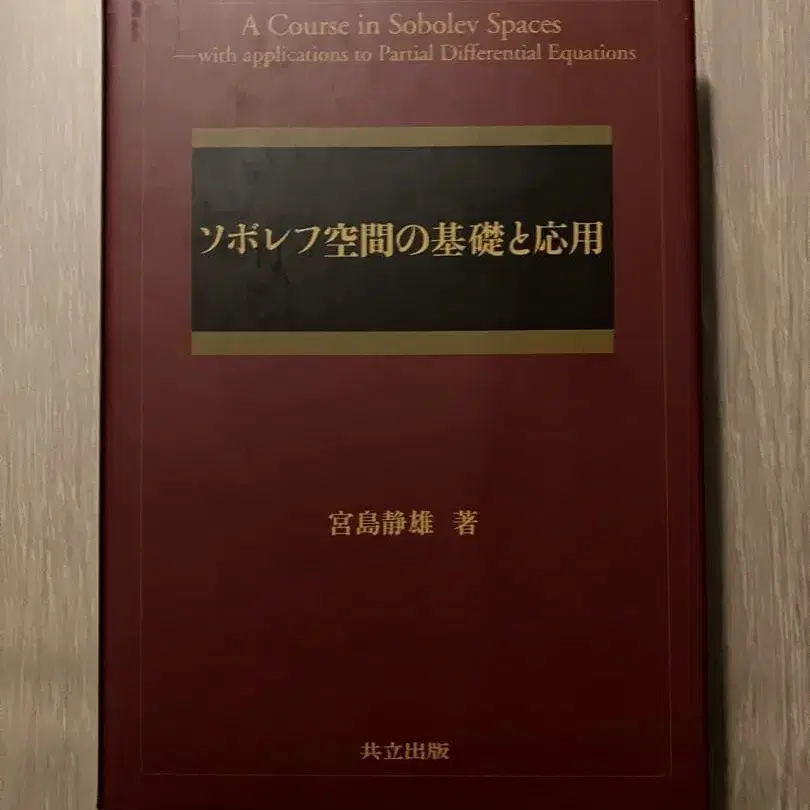 A Course in Sobolev Spaces
—with applications to Partial Differential Equations
ソボレフ空間の基礎と応用
宮島静雄 著
共立出版